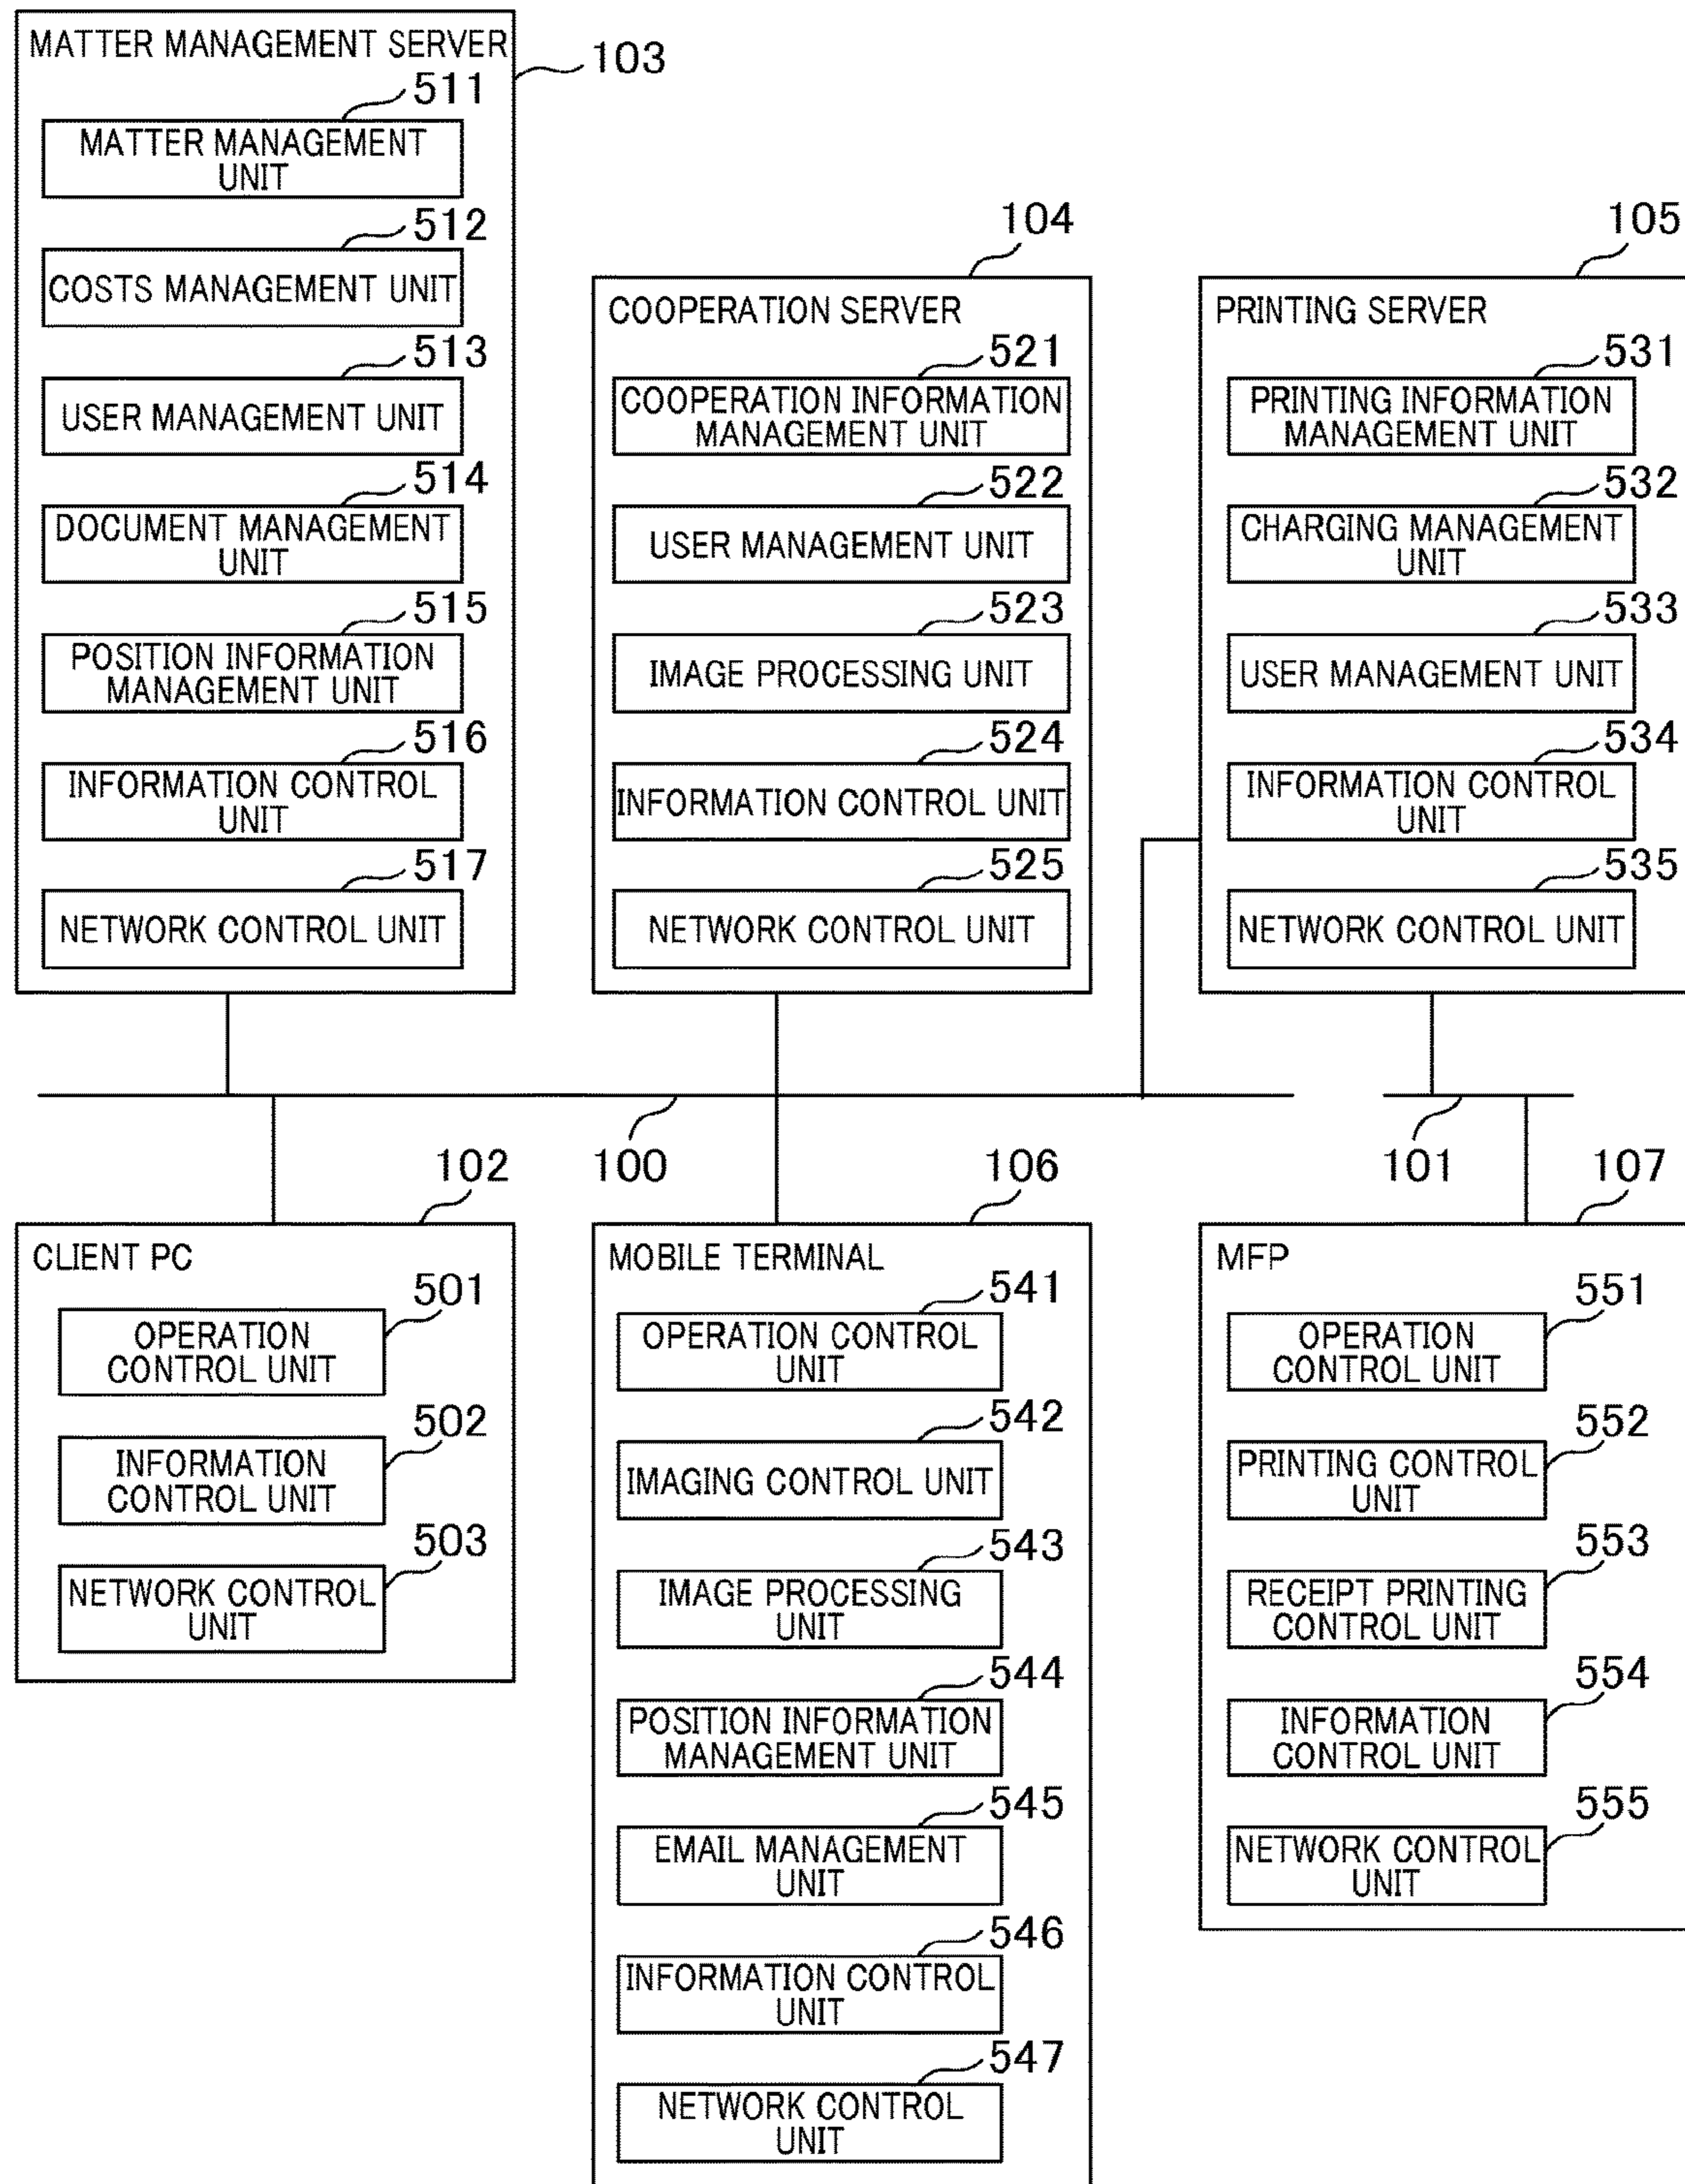 MATTER MANAGEMENT SERVER
103
511
MATTER MANAGEMENT
UNIT
512
COSTS MANAGEMENT UNIT
513
USER MANAGEMENT UNIT
514
DOCUMENT MANAGEMENT
UNIT
515
POSITION INFORMATION
MANAGEMENT UNIT
516
INFORMATION CONTROL
UNIT
517
NETWORK CONTROL UNIT
104
COOPERATION SERVER
521
COOPERATION INFORMATION
MANAGEMENT UNIT
522
USER MANAGEMENT UNIT
523
IMAGE PROCESSING UNIT
524
INFORMATION CONTROL UNIT
525
NETWORK CONTROL UNIT
105
PRINTING SERVER
531
PRINTING INFORMATION
MANAGEMENT UNIT
532
CHARGING MANAGEMENT
UNIT
533
USER MANAGEMENT UNIT
534
INFORMATION CONTROL
UNIT
535
NETWORK CONTROL UNIT
100
101
102
CLIENT PC
501
OPERATION
CONTROL UNIT
502
INFORMATION
CONTROL UNIT
503
NETWORK CONTROL
UNIT
106
MOBILE TERMINAL
541
OPERATION CONTROL
UNIT
542
IMAGING CONTROL UNIT
543
IMAGE PROCESSING
UNIT
544
POSITION INFORMATION
MANAGEMENT UNIT
545
EMAIL MANAGEMENT
UNIT
546
INFORMATION CONTROL
UNIT
547
NETWORK CONTROL
UNIT
107
MFP
551
OPERATION
CONTROL UNIT
552
PRINTING CONTROL
UNIT
553
RECEIPT PRINTING
CONTROL UNIT
554
INFORMATION
CONTROL UNIT
555
NETWORK CONTROL
UNIT